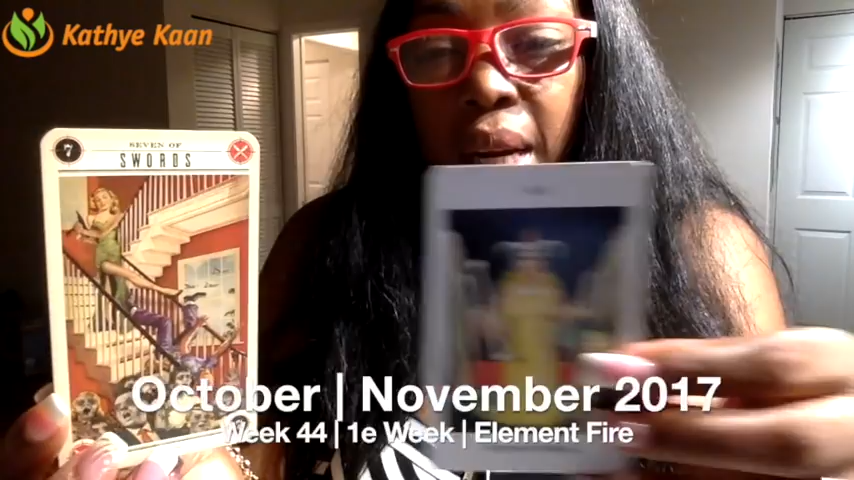 Kathye Kaan
7
SEVEN OF
SWORDS
October | November 2017
Week 44 | 1e Week | Element Fire